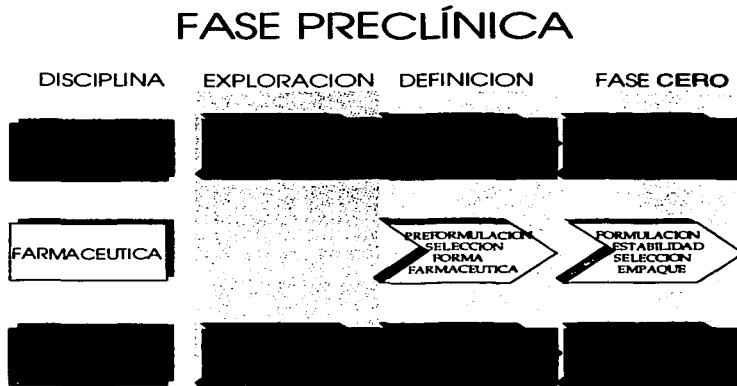 FASE PRECLÍNICA
DISCIPLINA EXPLORACION DEFINICION FASE CERO
FARMACEUTICA
PREFORMULACION
SELECCION
FORMA
FARMACEUTICA
FORMULACION
ESTABILIDAD
SELECCION
EMPAQUE